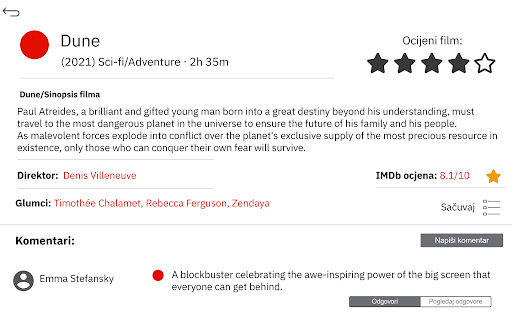 Dune
Ocijeni film:
(2021) Sci-fi/Adventure · 2h 35m
Dune/Sinopsis filma
Paul Atreides, a brilliant and gifted young man born into a great destiny beyond his understanding, must
travel to the most dangerous planet in the universe to ensure the future of his family and his people.
As malevolent forces explode into conflict over the planet's exclusive supply of the most precious resource in
existence, only those who can conquer their own fear will survive.
Direktor: Denis Villeneuve
IMDb ocjena: 8.1/10
Glumci: Timothée Chalamet, Rebecca Ferguson, Zendaya
Sačuvaj
Komentari:
Napiši komentar
Emma Stefansky
A blockbuster celebrating the awe-inspiring power of the big screen that
everyone can get behind.
Odgovori
Pogledaj odgovore